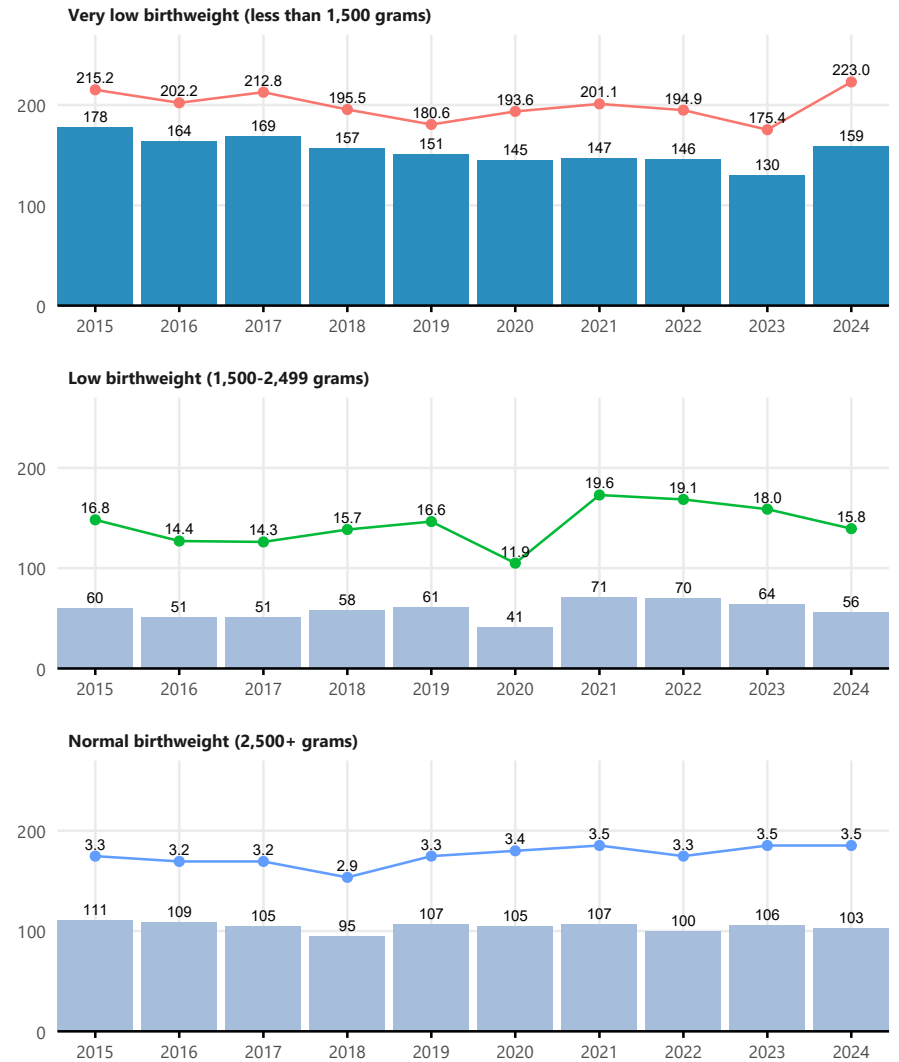 Very low birthweight (less than 1,500 grams)
215.2 202.2 212.8 195.5 180.6 193.6 201.1 194.9 175.4 223.0
200
178 164 169 157 151 145 147 146 130 159
100
0
2015 2016 2017 2018 2019 2020 2021 2022 2023 2024
Low birthweight (1,500-2,499 grams)
200
16.8 14.4 14.3 15.7 16.6 11.9 19.6 19.1 18.0 15.8
100
60 51 51 58 61 41 71 70 64 56
0
2015 2016 2017 2018 2019 2020 2021 2022 2023 2024
Normal birthweight (2,500+ grams)
200
3.3 3.2 3.2 2.9 3.3 3.4 3.5 3.3 3.5 3.5
111 109 105 95 107 105 107 100 106 103
100
0
2015 2016 2017 2018 2019 2020 2021 2022 2023 2024